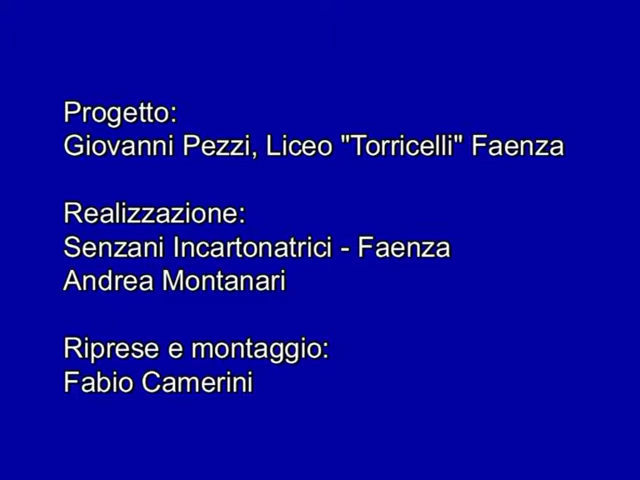 Progetto:
Giovanni Pezzi, Liceo "Torricelli" Faenza
Realizzazione:
Senzani Incartonatrici - Faenza
Andrea Montanari
Riprese e montaggio:
Fabio Camerini